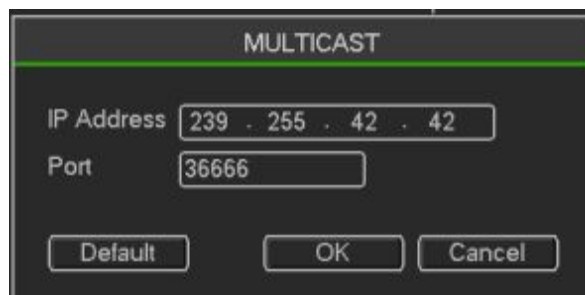 MULTICAST
IP Address 239 . 255 . 42 . 42
Port 36666
Default OK Cancel